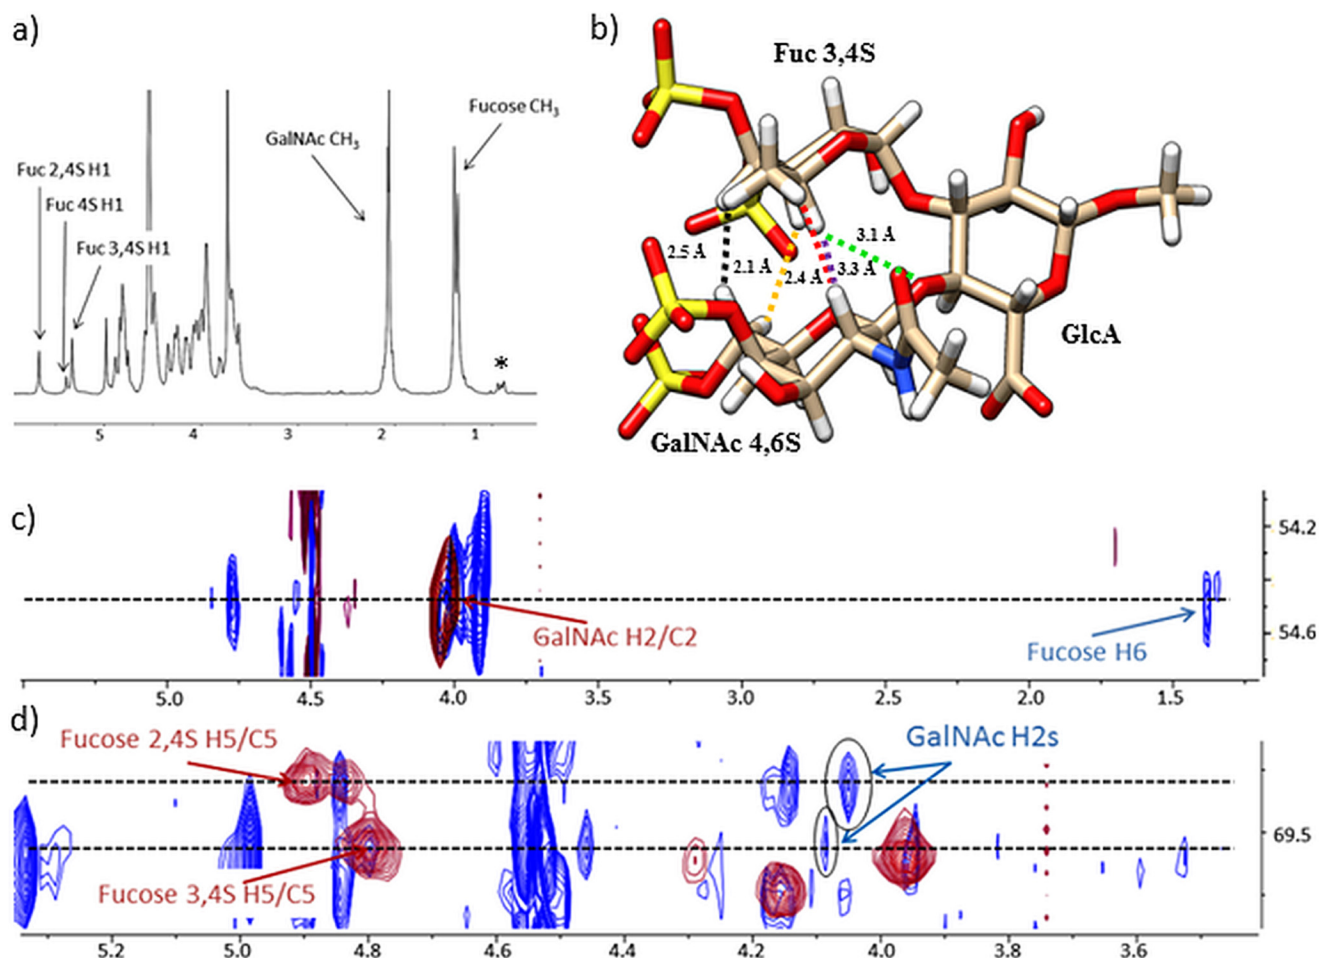 a)
Fucose CH3
GalNAc CH3
Fuc 2,4S H1
Fuc 4S H1
Fuc 3,4S H1
*
5 4 3 2 1
b)
Fuc 3,4S
3.1 Å
2.5 Å
2.1 Å
2.4 Å
3.3 Å
GlcA
GalNAc 4,6S
c)
54.2
GalNAc H2/C2
Fucose H6
54.6
5.0 4.5 4.0 3.5 3.0 2.5 2.0 1.5
d)
Fucose 2,4S H5/C5
GalNAc H2s
69.5
Fucose 3,4S H5/C5
5.2 5.0 4.8 4.6 4.4 4.2 4.0 3.8 3.6